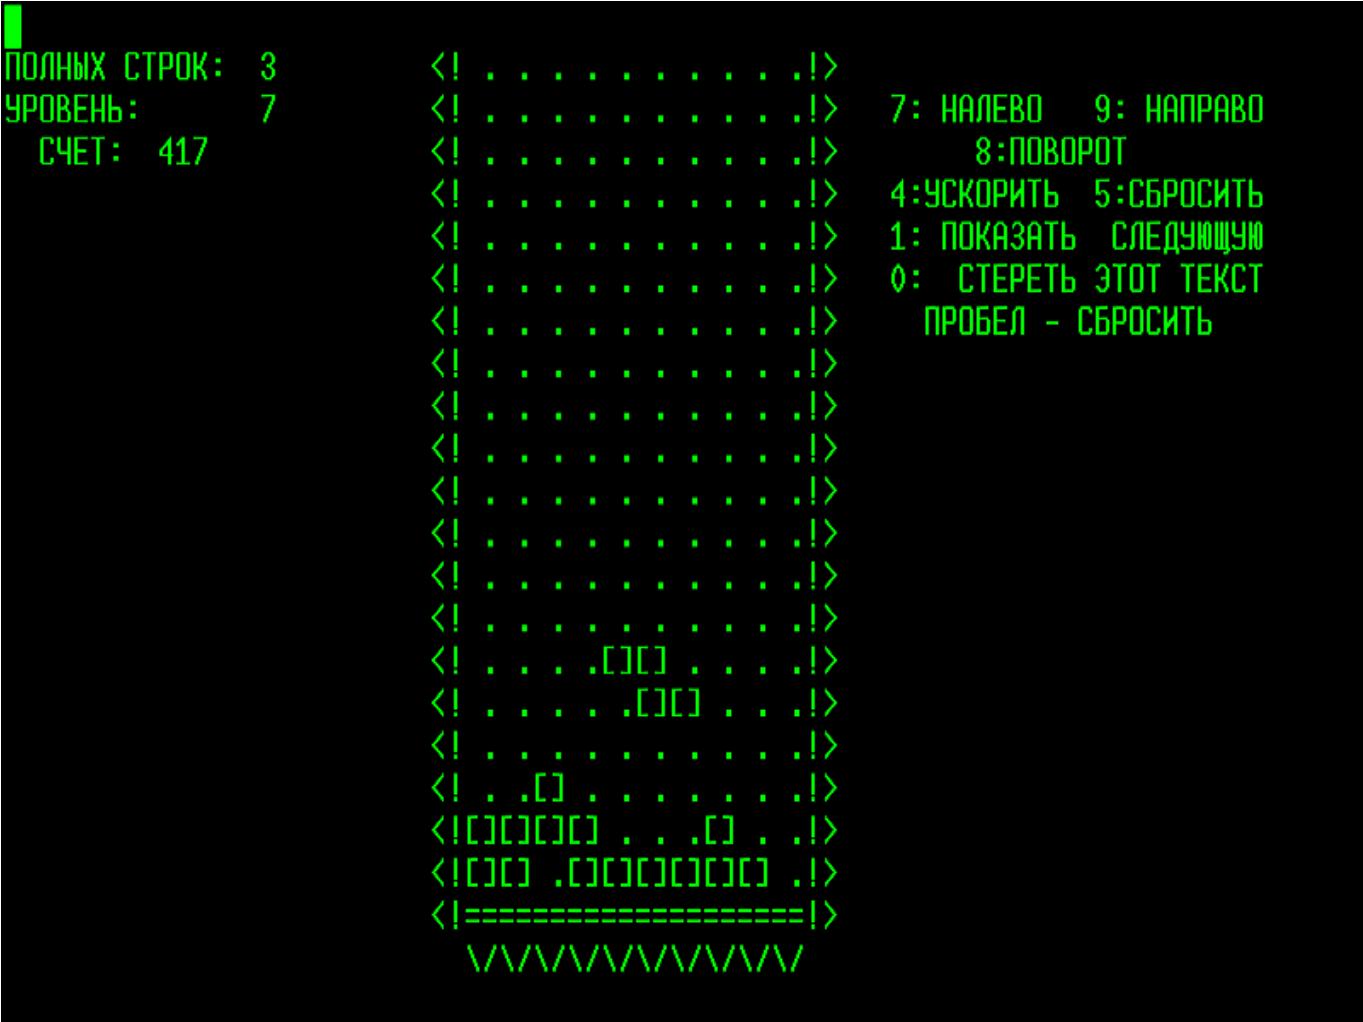 ПОЛНЫХ СТРОК:  3         <! . . . . . . . . . .!>
УРОВЕНЬ:       7         <! . . . . . . . . . .!>   7: НАЛЕВО   9: НАПРАВО
  СЧЕТ:  417             <! . . . . . . . . . .!>        8:ПОВОРОТ
                         <! . . . . . . . . . .!>   4:УСКОРИТЬ  5:СБРОСИТЬ
                         <! . . . . . . . . . .!>   1: ПОКАЗАТЬ  СЛЕДУЮЩУЮ
                         <! . . . . . . . . . .!>   0:  СТЕРЕТЬ ЭТОТ ТЕКСТ
                         <! . . . . . . . . . .!>     ПРОБЕЛ - СБРОСИТЬ
                         <! . . . . . . . . . .!>
                         <! . . . . . . . . . .!>
                         <! . . . . . . . . . .!>
                         <! . . . . . . . . . .!>
                         <! . . . . . . . . . .!>
                         <! . . . . . . . . . .!>
                         <! . . . . . . . . . .!>
                         <! . . . .[][] . . . .!>
                         <! . . . . .[][] . . .!>
                         <! . . . . . . . . . .!>
                         <! . .[] . . . . . . .!>
                         <![][][][] . . .[] . .!>
                         <![][] .[][][][][][] .!>
                         <!====================!>
                           \/\/\/\/\/\/\/\/\/\/